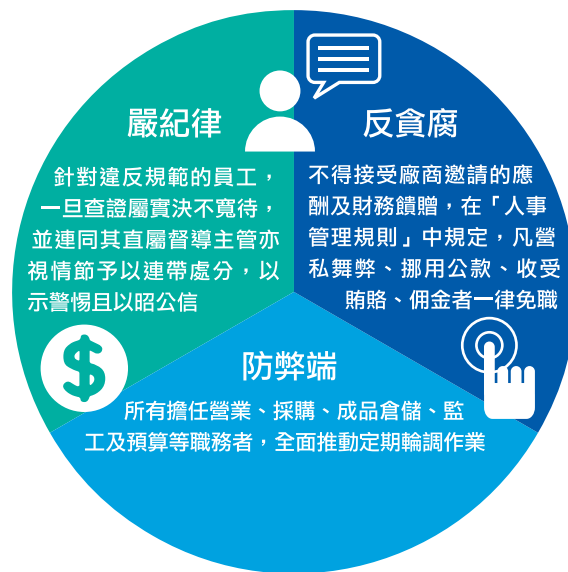 嚴紀律
針對違反規範的員工，
一旦查證屬實決不寬待，
並連同其直屬督導主管亦
視情節予以連帶處分，以
示警惕且以昭公信
反貪腐
不得接受廠商邀請的應
酬及財務饋贈，在「人事
管理規則」中規定，凡營
私舞弊、挪用公款、收受
賄賂、佣金者一律免職
防弊端
所有擔任營業、採購、成品倉儲、監
工及預算等職務者，全面推動定期輪調作業
$